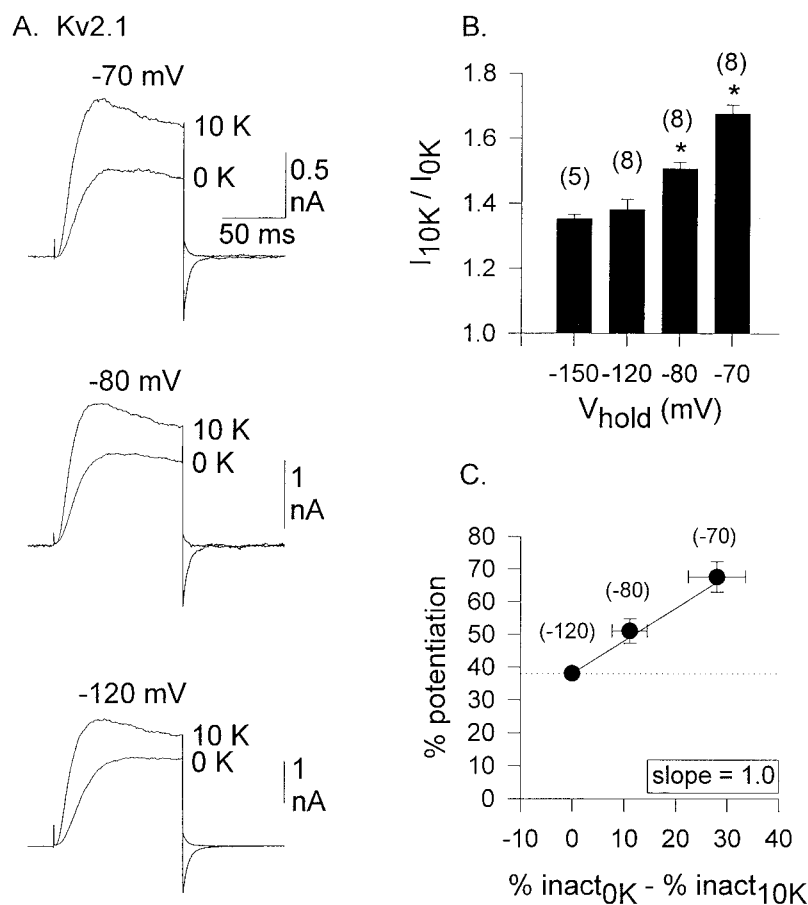 A. Kv2.1
-70 mV
10 K
0 K
0.5
nA
50 ms
-80 mV
10 K
0 K
1
nA
-120 mV
10 K
0 K
1
nA
B.
I10K / I0K
1.8
1.6
1.4
1.2
1.0
(5)
(8)
(8)
*
(8)
*
-150 -120 -80 -70
Vhold (mV)
C.
% potentiation
80
70
60
50
40
30
20
10
0
(-120)
(-80)
(-70)
slope = 1.0
-10 0 10 20 30 40
% inact0K - % inact10K